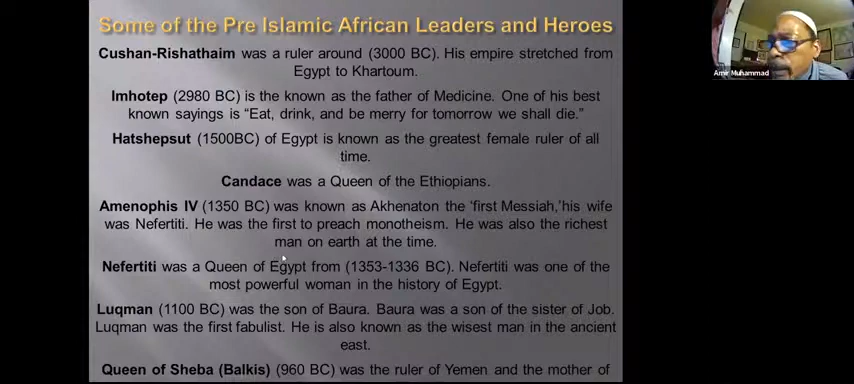 Some of the Pre Islamic African Leaders and Heroes
Cushan-Rishathaim was a ruler around (3000 BC). His empire stretched from
Egypt to Khartoum.
Imhotep (2980 BC) is the known as the father of Medicine. One of his best
known sayings is “Eat, drink, and be merry for tomorrow we shall die.”
Hatshepsut (1500BC) of Egypt is known as the greatest female ruler of all
time.
Candace was a Queen of the Ethiopians.
Amenophis IV (1350 BC) was known as Akhenaton the ‘first Messiah,’his wife
was Nefertiti. He was the first to preach monotheism. He was also the richest
man on earth at the time.
Nefertiti was a Queen of Egypt from (1353-1336 BC). Nefertiti was one of the
most powerful woman in the history of Egypt.
Luqman (1100 BC) was the son of Baura. Baura was a son of the sister of Job.
Luqman was the first fabulist. He is also known as the wisest man in the ancient
east.
Queen of Sheba (Balkis) (960 BC) was the ruler of Yemen and the mother of
Amir Muhammad